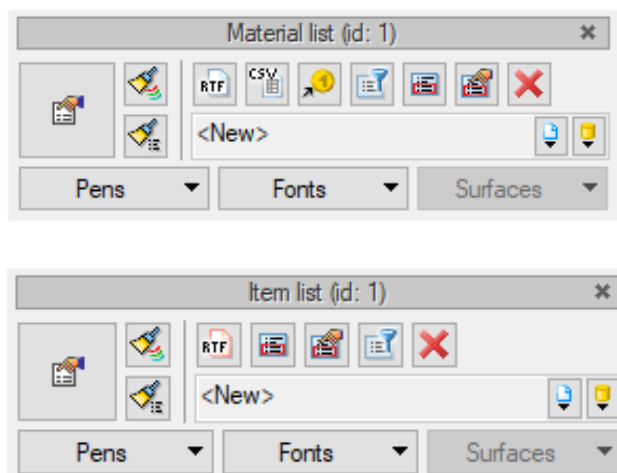 Material list (id: 1)
RTF CSV 1
<New>
Pens Fonts Surfaces
Item list (id: 1)
RTF
<New>
Pens Fonts Surfaces